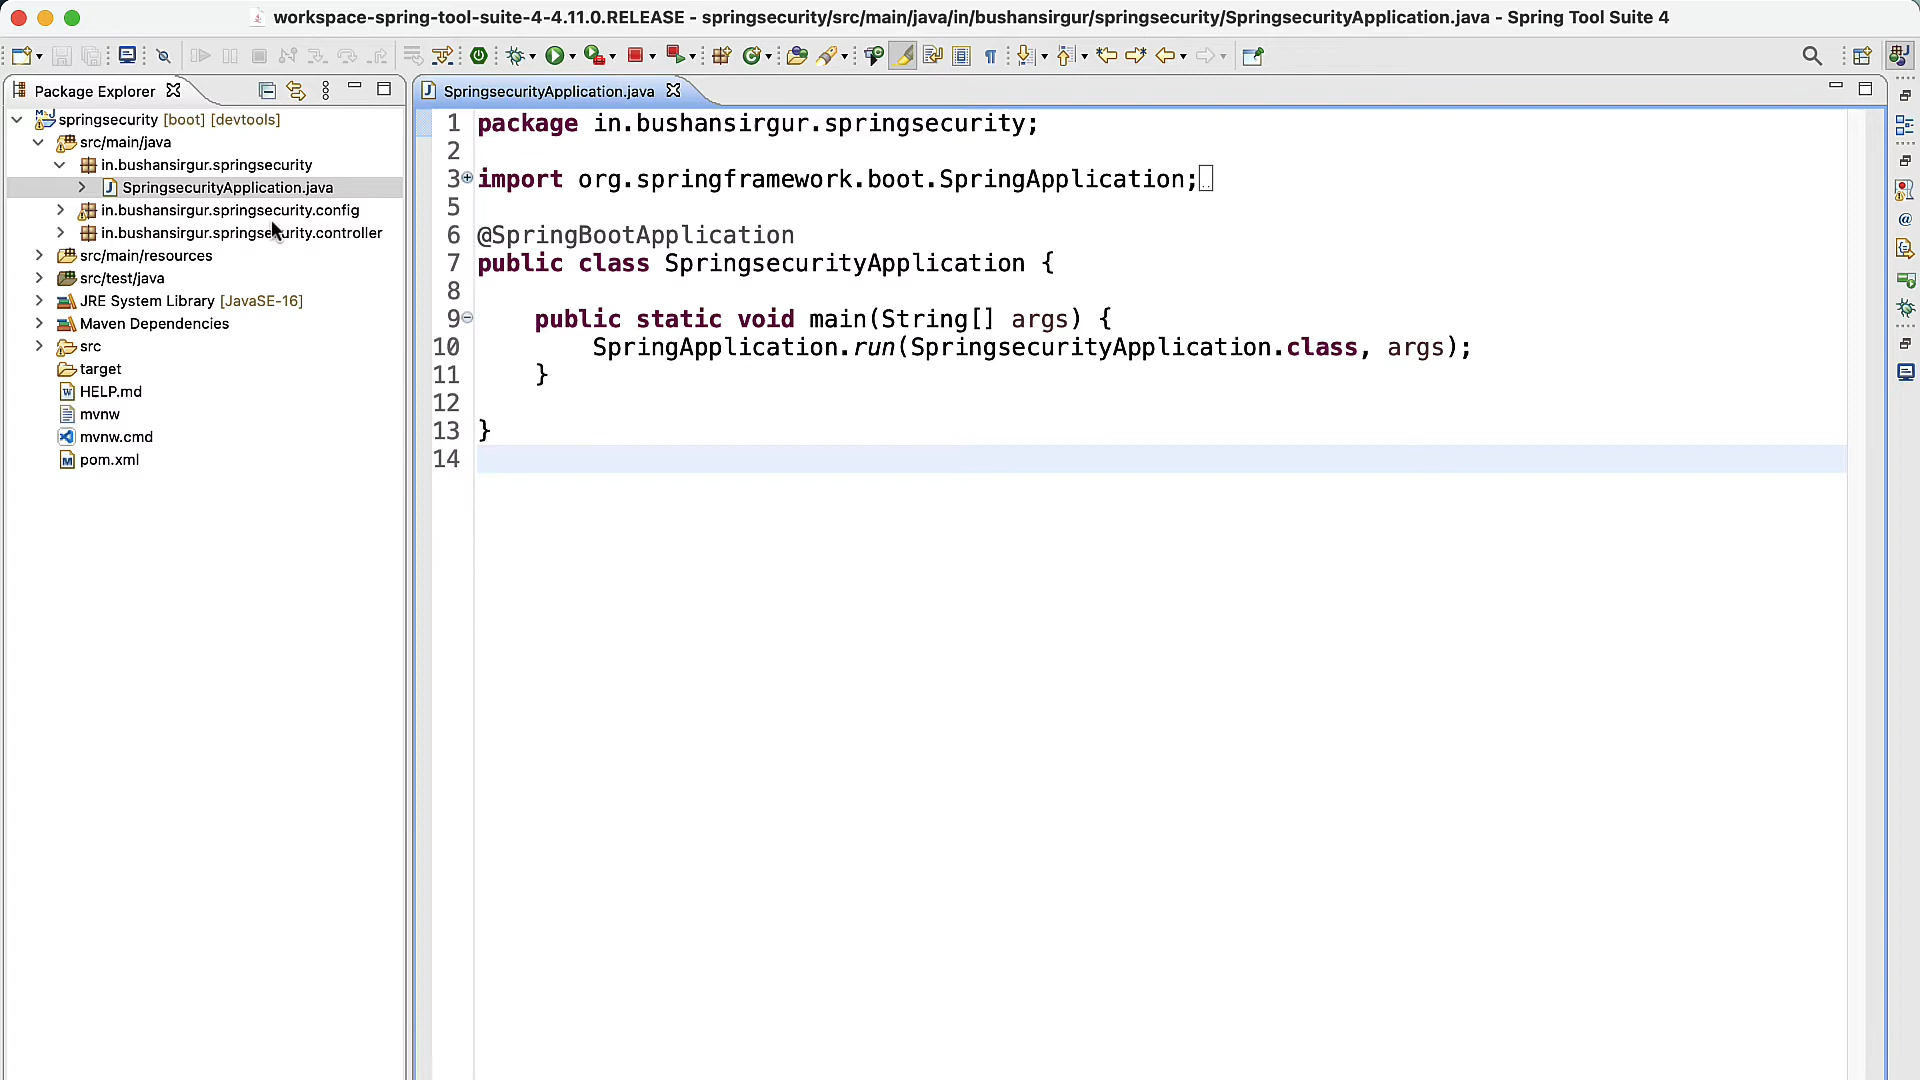 workspace-spring-tool-suite-4-4.11.0.RELEASE - springsecurity/src/main/java/in/bushansirgur/springsecurity/SpringsecurityApplication.java - Spring Tool Suite 4
Package Explorer
springsecurity [boot] [devtools]
src/main/java
in.bushansirgur.springsecurity
SpringsecurityApplication.java
in.bushansirgur.springsecurity.config
in.bushansirgur.springsecurity.controller
src/main/resources
src/test/java
JRE System Library [JavaSE-16]
Maven Dependencies
src
target
HELP.md
mvnw
mvnw.cmd
pom.xml
SpringsecurityApplication.java
1 package in.bushansirgur.springsecurity;
2
3 import org.springframework.boot.SpringApplication;
5
6 @SpringBootApplication
7 public class SpringsecurityApplication {
8
9 public static void main(String[] args) {
10 SpringApplication.run(SpringsecurityApplication.class, args);
11 }
12
13 }
14